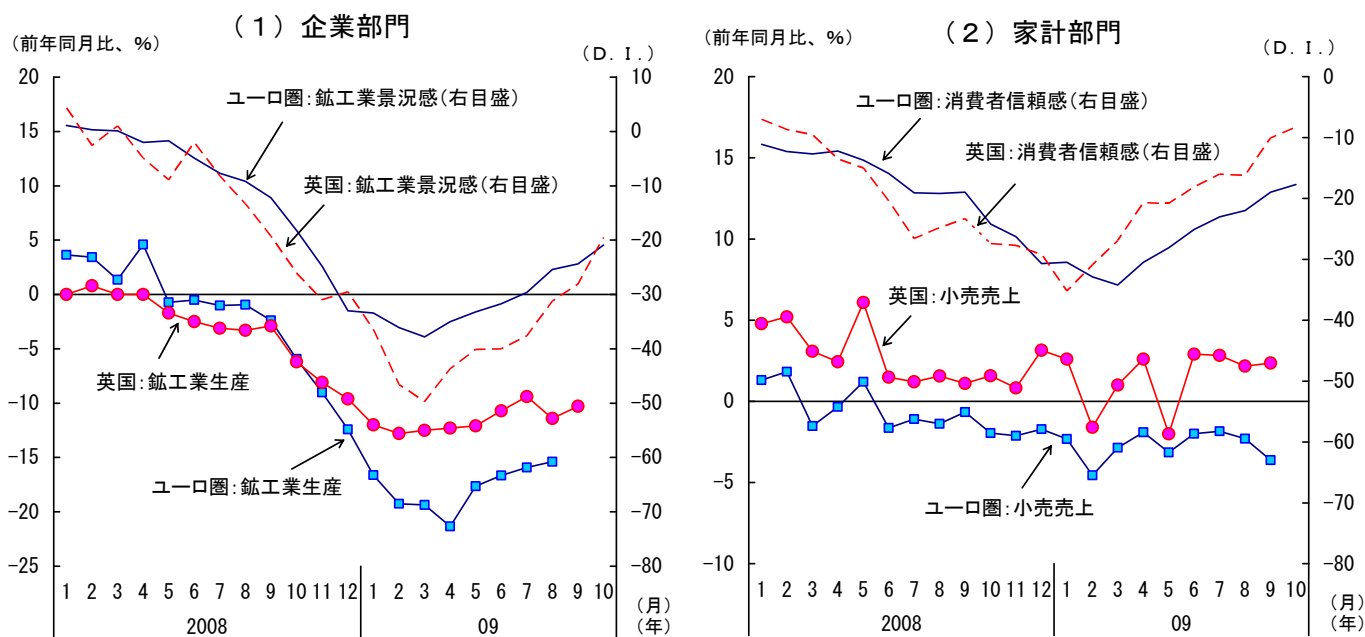 （１）企業部門
（前年同月比、％）
（Ｄ．Ｉ．）
20
15
10
5
0
−5
−10
−15
−20
−25
10
0
−10
−20
−30
−40
−50
−60
−70
−80
ユーロ圏：鉱工業景況感（右目盛）
英国：鉱工業景況感（右目盛）
英国：鉱工業生産
ユーロ圏：鉱工業生産
1 2 3 4 5 6 7 8 9 10 11 12 1 2 3 4 5 6 7 8 9 10
（月）
2008 09
（年）
（２）家計部門
（前年同月比、％）
（Ｄ．Ｉ．）
20
15
10
5
0
−5
−10
0
−10
−20
−30
−40
−50
−60
−70
−80
ユーロ圏：消費者信頼感（右目盛）
英国：消費者信頼感（右目盛）
英国：小売売上
ユーロ圏：小売売上
1 2 3 4 5 6 7 8 9 10 11 12 1 2 3 4 5 6 7 8 9 10
（月）
2008 09
（年）